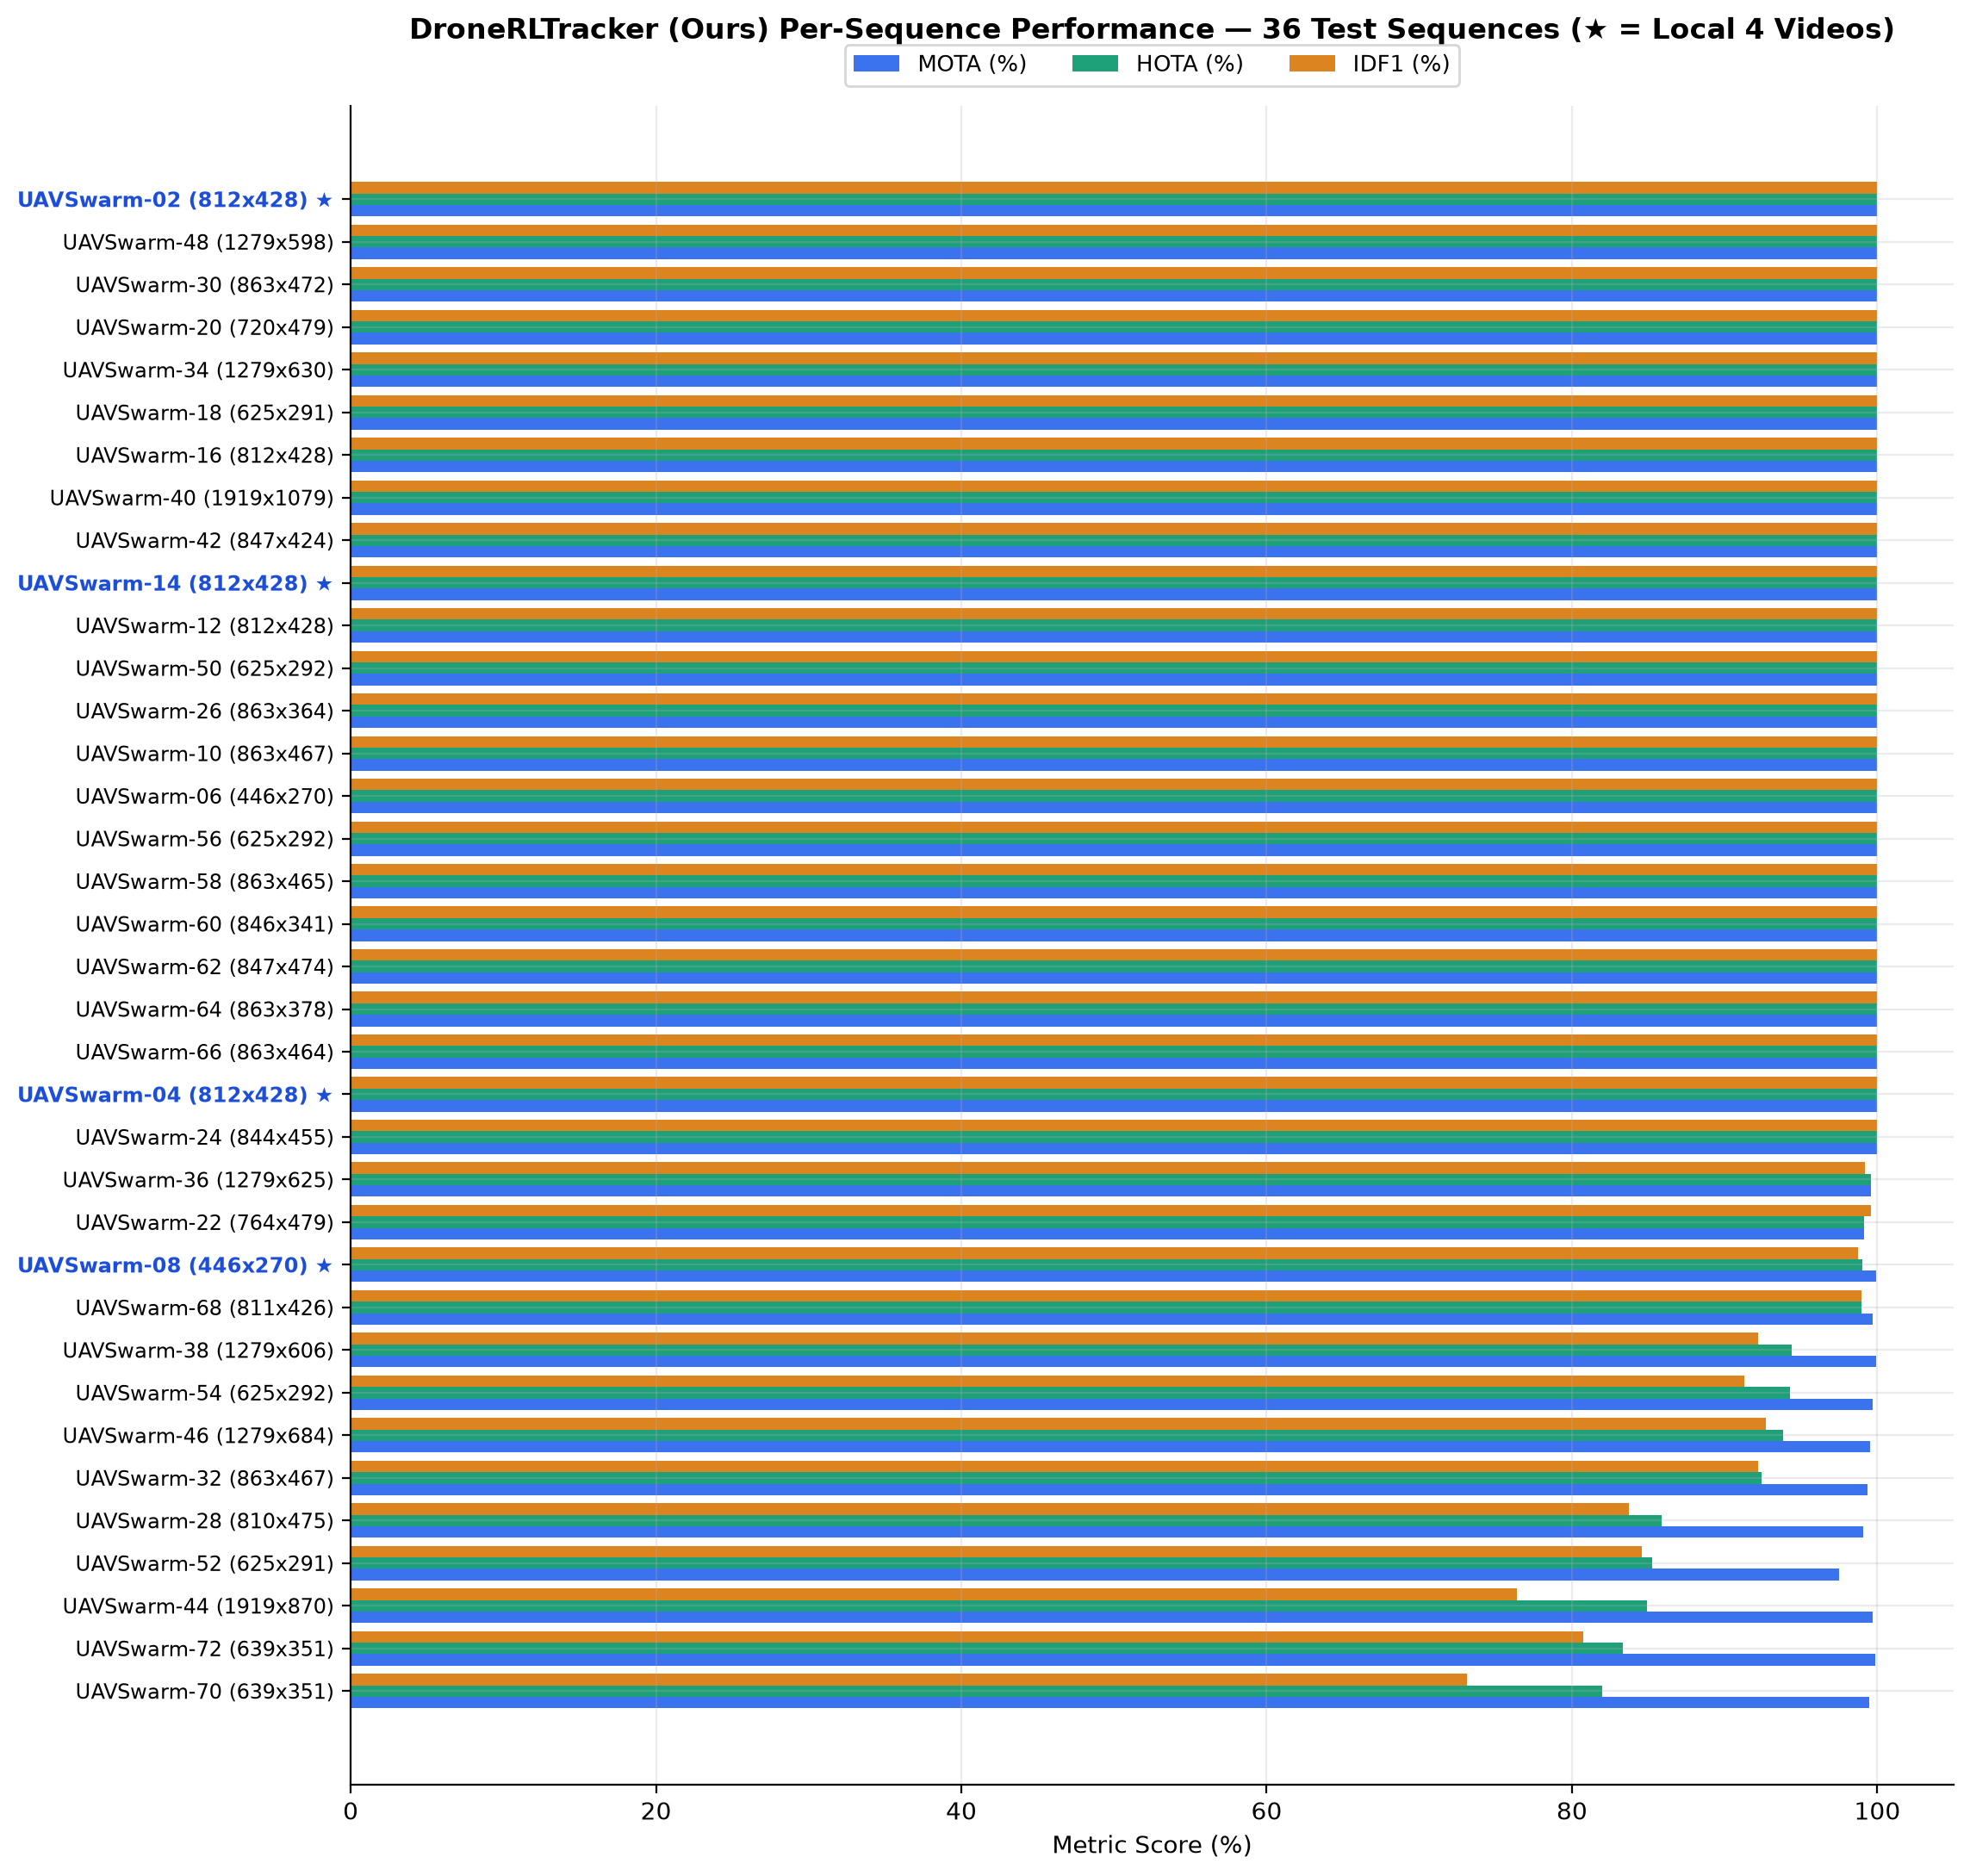 DroneRLTracker (Ours) Per-Sequence Performance — 36 Test Sequences (★ = Local 4 Videos)
MOTA (%) HOTA (%) IDF1 (%)
UAVSwarm-02 (812x428) ★
UAVSwarm-48 (1279x598)
UAVSwarm-30 (863x472)
UAVSwarm-20 (720x479)
UAVSwarm-34 (1279x630)
UAVSwarm-18 (625x291)
UAVSwarm-16 (812x428)
UAVSwarm-40 (1919x1079)
UAVSwarm-42 (847x424)
UAVSwarm-14 (812x428) ★
UAVSwarm-12 (812x428)
UAVSwarm-50 (625x292)
UAVSwarm-26 (863x364)
UAVSwarm-10 (863x467)
UAVSwarm-06 (446x270)
UAVSwarm-56 (625x292)
UAVSwarm-58 (863x465)
UAVSwarm-60 (846x341)
UAVSwarm-62 (847x474)
UAVSwarm-64 (863x378)
UAVSwarm-66 (863x464)
UAVSwarm-04 (812x428) ★
UAVSwarm-24 (844x455)
UAVSwarm-36 (1279x625)
UAVSwarm-22 (764x479)
UAVSwarm-08 (446x270) ★
UAVSwarm-68 (811x426)
UAVSwarm-38 (1279x606)
UAVSwarm-54 (625x292)
UAVSwarm-46 (1279x684)
UAVSwarm-32 (863x467)
UAVSwarm-28 (810x475)
UAVSwarm-52 (625x291)
UAVSwarm-44 (1919x870)
UAVSwarm-72 (639x351)
UAVSwarm-70 (639x351)
0 20 40 60 80 100
Metric Score (%)